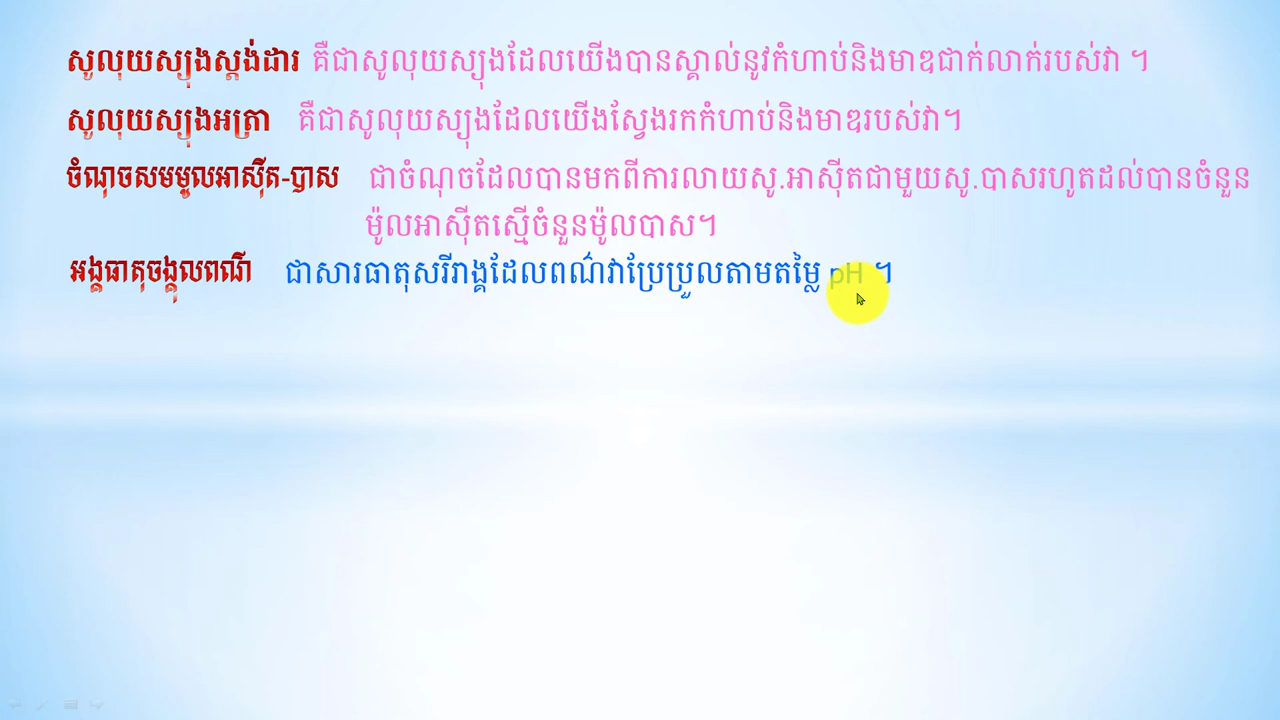 សូលុយស្យុងស្តង់ដារ គឺជាសូលុយស្យុងដែលយើងបានស្គាល់នូវកំហាប់និងមាឌជាក់លាក់របស់វា ។
សូលុយស្យុងអត្រា គឺជាសូលុយស្យុងដែលយើងស្វែងរកកំហាប់និងមាឌរបស់វា។
ចំណុចសមមូលអាស៊ីត-បាស ជាចំណុចដែលបានមកពីការលាយសូ.អាស៊ីតជាមួយសូ.បាសរហូតដល់បានចំនួន
ម៉ូលអាស៊ីតស្មើចំនួនម៉ូលបាស។
អង្គធាតុចង្អុលពណ៌ ជាសារធាតុសរីរាង្គដែលពណ៌វាប្រែប្រួលតាមតម្លៃ pH ។